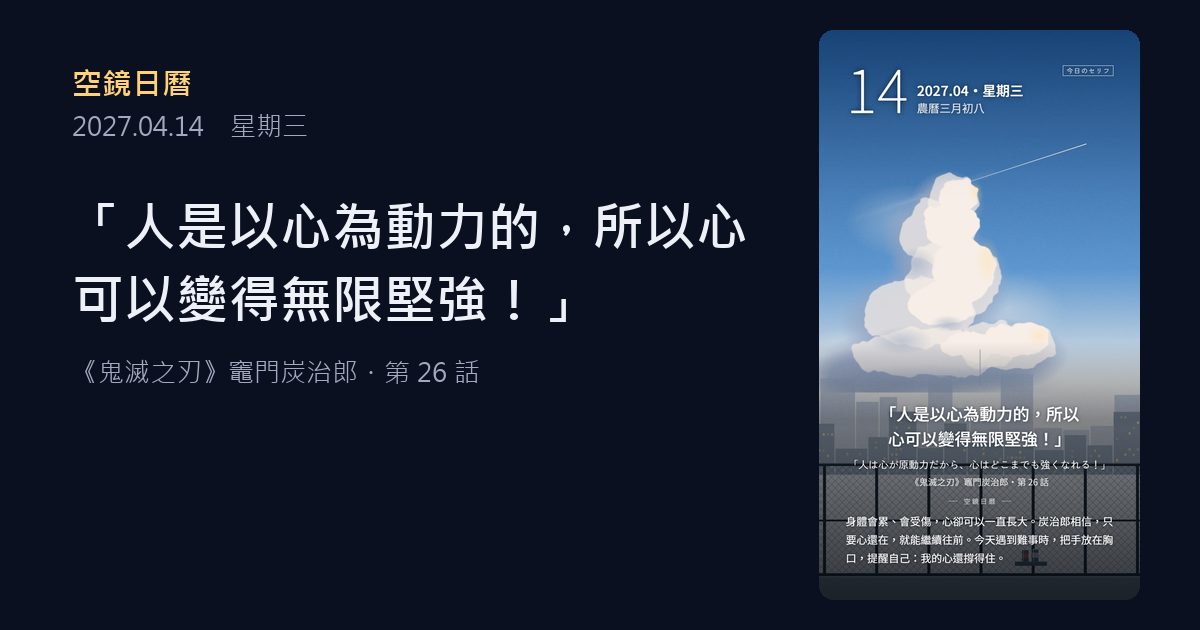 空鏡日曆
2027.04.14 星期三
「人是以心為動力的，所以心
可以變得無限堅強！」
《鬼滅之刃》竈門炭治郎．第 26 話
今日のセリフ
14
2027.04・星期三
農曆三月初八
「人是以心為動力的，所以
心可以變得無限堅強！」
「人は心が原動力だから、心はどこまでも強くなれる！」
《鬼滅之刃》竈門炭治郎・第 26 話
— 空鏡日曆 —
身體會累、會受傷，心卻可以一直長大。炭治郎相信，只
要心還在，就能繼續往前。今天遇到難事時，把手放在胸
口，提醒自己：我的心還撐得住。